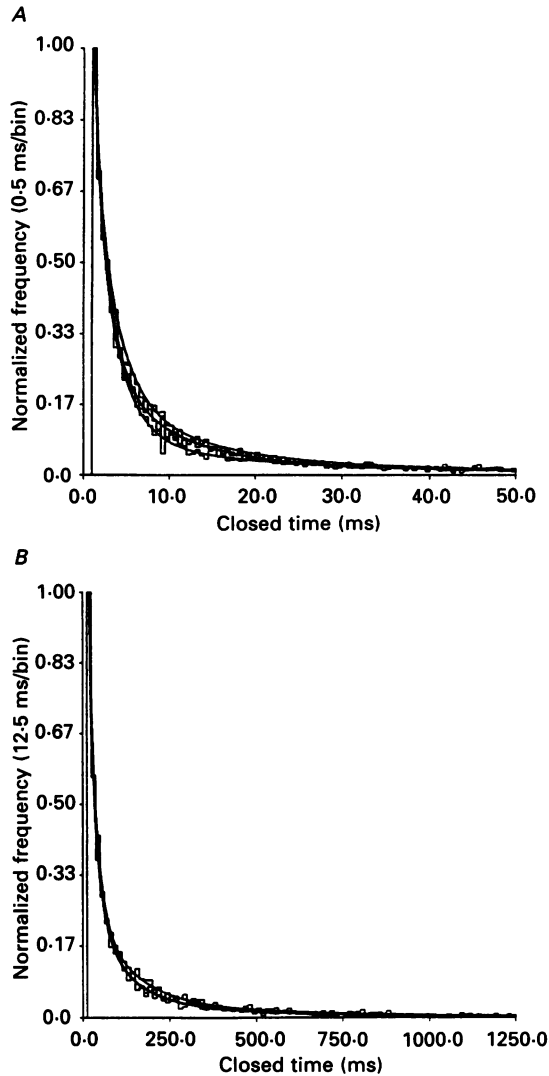 A
Normalized frequency (0·5 ms/bin)
1·00
0·83
0·67
0·50
0·33
0·17
0·0
0·0 10·0 20·0 30·0 40·0 50·0
Closed time (ms)
B
Normalized frequency (12·5 ms/bin)
1·00
0·83
0·67
0·50
0·33
0·17
0·0
0·0 250·0 500·0 750·0 1000·0 1250·0
Closed time (ms)